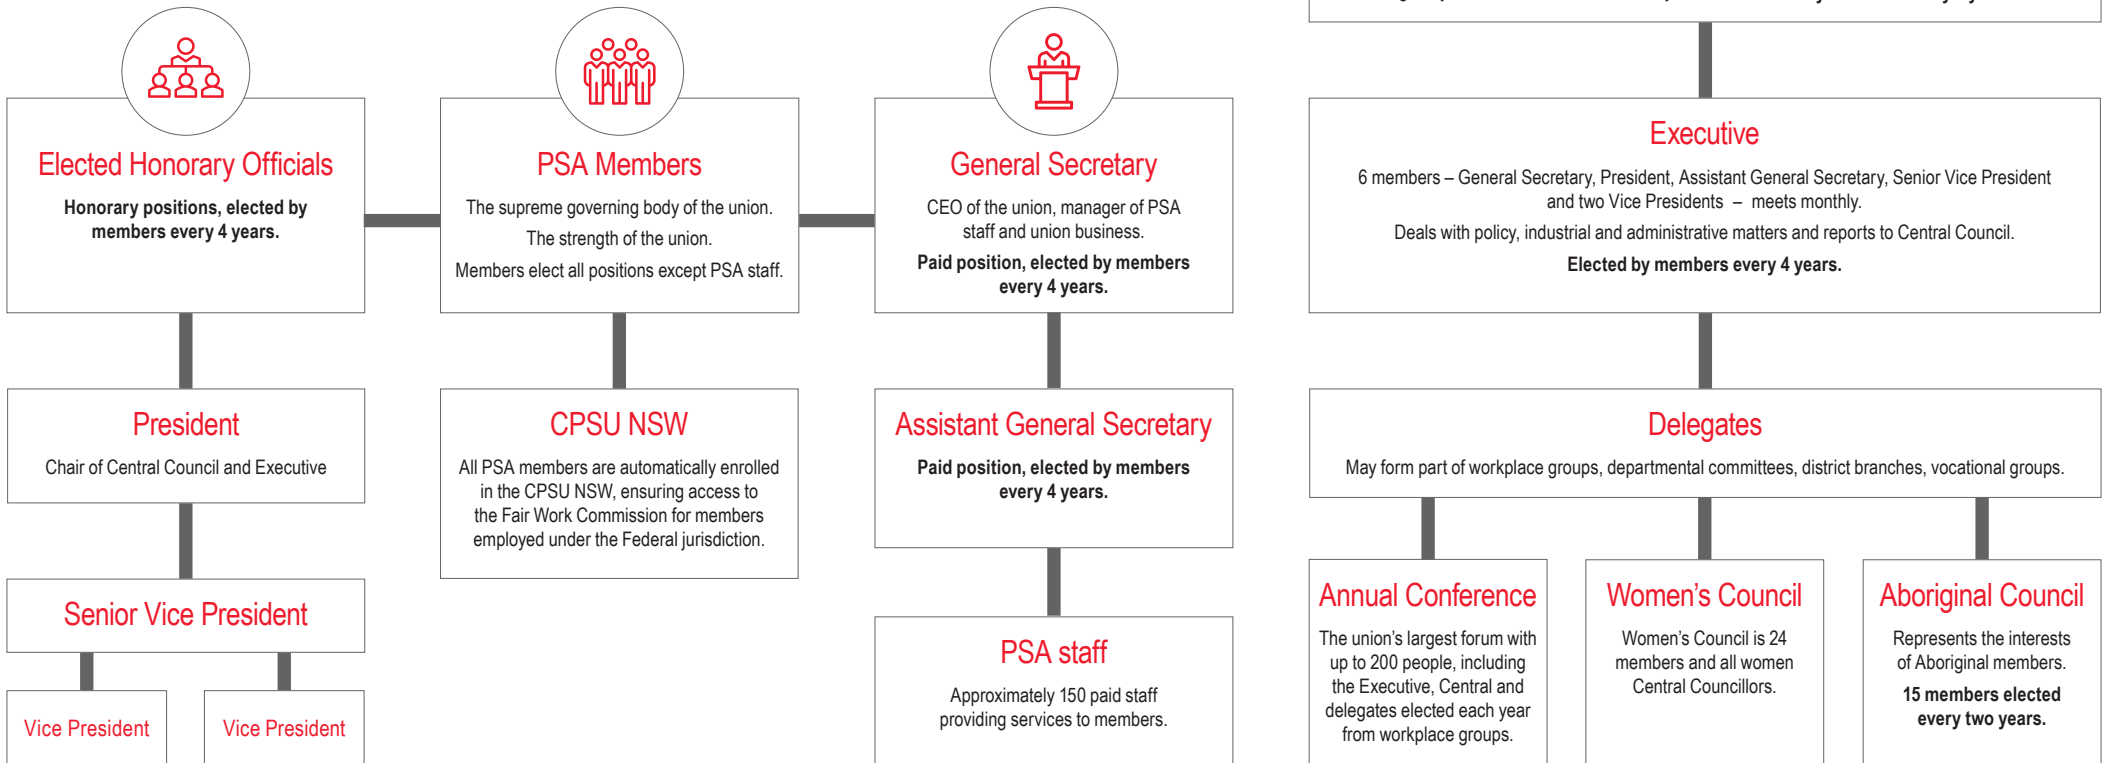 Elected Honorary Officials
Honorary positions, elected by
members every 4 years.
PSA Members
The supreme governing body of the union.
The strength of the union.
Members elect all positions except PSA staff.
General Secretary
CEO of the union, manager of PSA
staff and union business.
Paid position, elected by members
every 4 years.
Executive
6 members – General Secretary, President, Assistant General Secretary, Senior Vice President
and two Vice Presidents – meets monthly.
Deals with policy, industrial and administrative matters and reports to Central Council.
Elected by members every 4 years.
President
Chair of Central Council and Executive
CPSU NSW
All PSA members are automatically enrolled
in the CPSU NSW, ensuring access to
the Fair Work Commission for members
employed under the Federal jurisdiction.
Assistant General Secretary
Paid position, elected by members
every 4 years.
Delegates
May form part of workplace groups, departmental committees, district branches, vocational groups.
Senior Vice President
Vice President
Vice President
PSA staff
Approximately 150 paid staff
providing services to members.
Annual Conference
The union’s largest forum with
up to 200 people, including
the Executive, Central and
delegates elected each year
from workplace groups.
Women’s Council
Women’s Council is 24
members and all women
Central Councillors.
Aboriginal Council
Represents the interests
of Aboriginal members.
15 members elected
every two years.